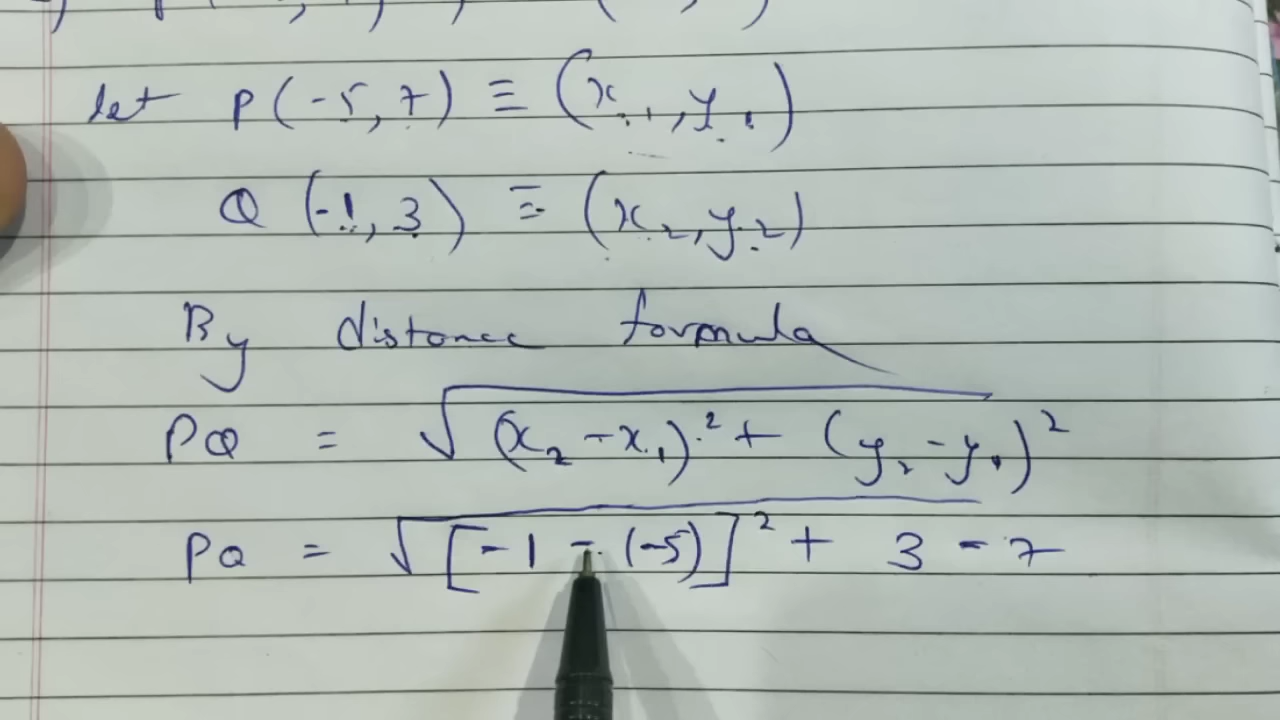 let P(-5, 7) ≡ (x₁, y₁)
Q (-1, 3) ≡ (x₂, y₂)
By distance formula
PQ = √(x₂ - x₁)² + (y₂ - y₁)²
PQ = √[-1 - (-5)]² + 3 - 7